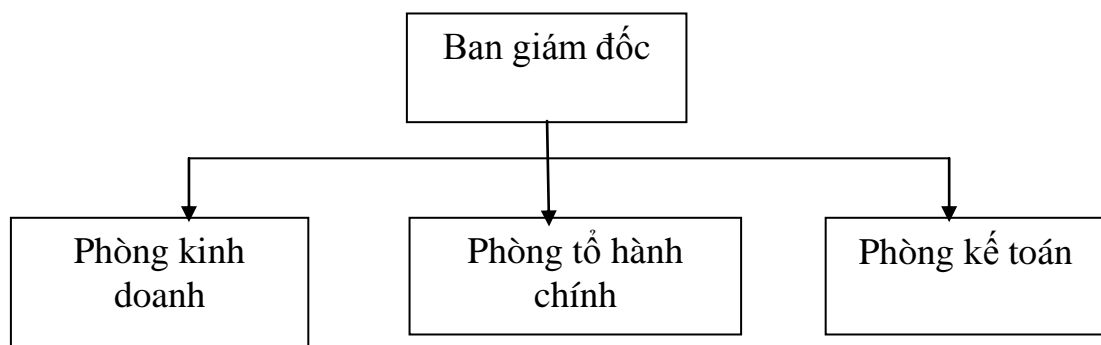 Ban giám đốc
Phòng kinh
doanh
Phòng tổ hành
chính
Phòng kế toán